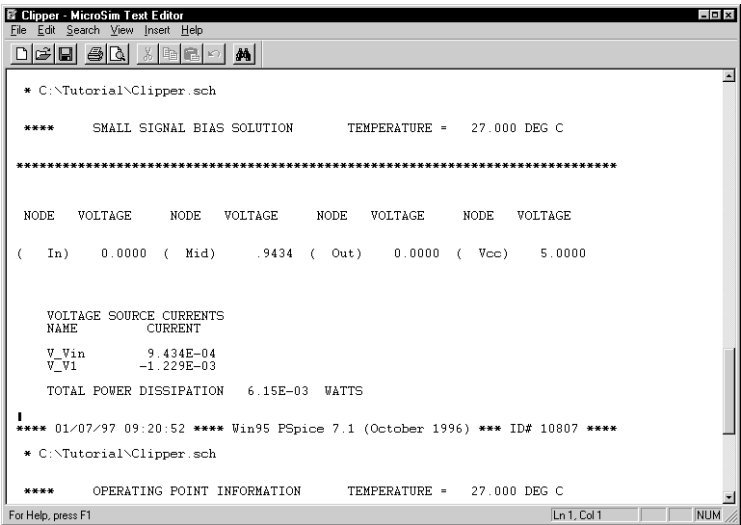 Clipper - MicroSim Text Editor
File Edit Search View Insert Help
* C:\Tutorial\Clipper.sch
**** SMALL SIGNAL BIAS SOLUTION TEMPERATURE = 27.000 DEG C
******************************************************************************
NODE VOLTAGE NODE VOLTAGE NODE VOLTAGE NODE VOLTAGE
( In) 0.0000 ( Mid) .9434 ( Out) 0.0000 ( Vcc) 5.0000
VOLTAGE SOURCE CURRENTS
NAME CURRENT
V_Vin 9.434E-04
V_V1 -1.229E-03
TOTAL POWER DISSIPATION 6.15E-03 WATTS
**** 01/07/97 09:20:52 **** Win95 PSpice 7.1 (October 1996) *** ID# 10807 ****
* C:\Tutorial\Clipper.sch
**** OPERATING POINT INFORMATION TEMPERATURE = 27.000 DEG C
For Help, press F1 Ln 1, Col 1 NUM